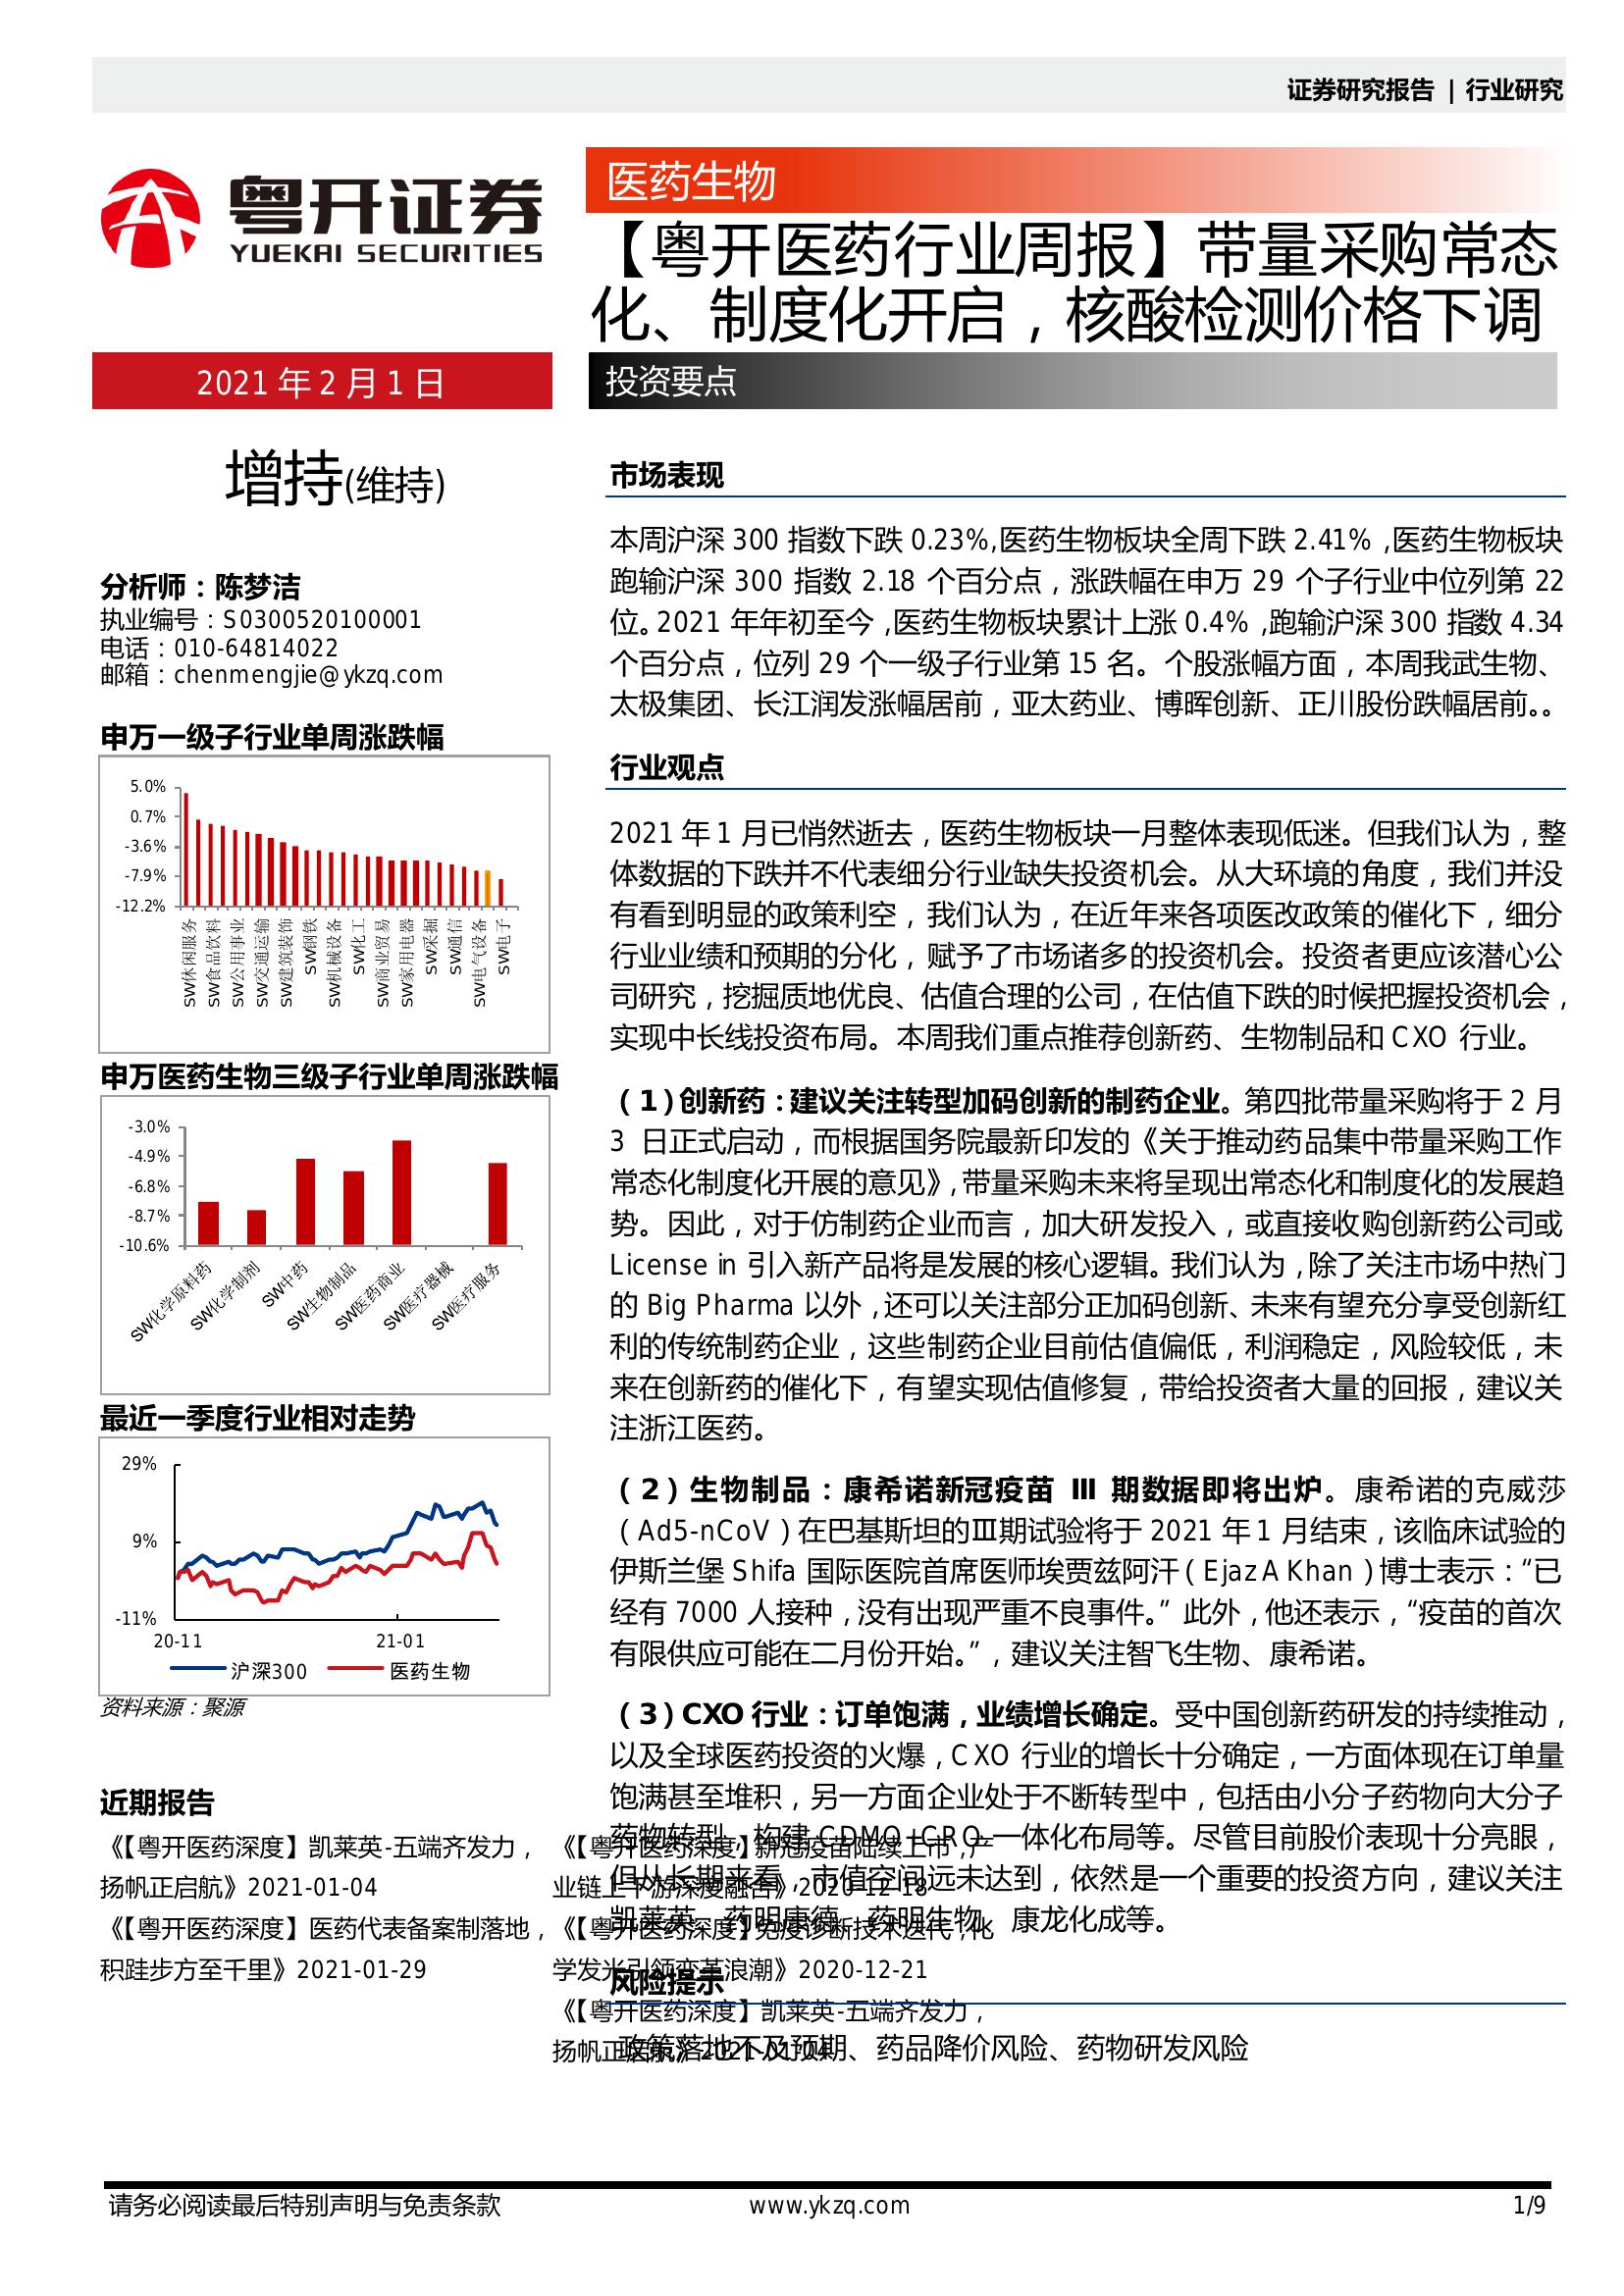 证券研究报告 | 行业研究
粤开证券
YUEKAI SECURITIES
医药生物
【粤开医药行业周报】带量采购常态
化、制度化开启，核酸检测价格下调
2021 年 2 月 1 日
投资要点
增持(维持)
分析师：陈梦洁
执业编号：S0300520100001
电话：010-64814022
邮箱：chenmengjie@ykzq.com
申万一级子行业单周涨跌幅
5.0%
0.7%
-3.6%
-7.9%
-12.2%
SW休闲服务
SW食品饮料
SW公用事业
SW交通运输
SW建筑装饰
SW钢铁
SW机械设备
SW化工
SW商业贸易
SW家用电器
SW采掘
SW通信
SW电气设备
SW电子
申万医药生物三级子行业单周涨跌幅
-3.0%
-4.9%
-6.8%
-8.7%
-10.6%
SW化学原料药
SW化学制剂
SW中药
SW生物制品
SW医药商业
SW医疗器械
SW医疗服务
最近一季度行业相对走势
29%
9%
-11%
20-11
21-01
沪深300
医药生物
资料来源：聚源
近期报告
《【粤开医药深度】凯莱英-五端齐发力，
扬帆正启航》2021-01-04
《【粤开医药深度】医药代表备案制落地，
积跬步方至千里》2021-01-29
《【粤开医药深度】新冠疫苗陆续上市，产
业链上下游深度融合》2020-12-18
《【粤开医药深度】免疫诊断技术迭代，化
学发光引领变革浪潮》2020-12-21
《【粤开医药深度】凯莱英-五端齐发力，
扬帆正启航》2021-01-04
市场表现
本周沪深 300 指数下跌 0.23%,医药生物板块全周下跌 2.41%，医药生物板块
跑输沪深 300 指数 2.18 个百分点，涨跌幅在申万 29 个子行业中位列第 22
位。2021 年年初至今，医药生物板块累计上涨 0.4%，跑输沪深 300 指数 4.34
个百分点，位列 29 个一级子行业第 15 名。个股涨幅方面，本周我武生物、
太极集团、长江润发涨幅居前，亚太药业、博晖创新、正川股份跌幅居前。。
行业观点
2021 年 1 月已悄然逝去，医药生物板块一月整体表现低迷。但我们认为，整
体数据的下跌并不代表细分行业缺失投资机会。从大环境的角度，我们并没
有看到明显的政策利空，我们认为，在近年来各项医改政策的催化下，细分
行业业绩和预期的分化，赋予了市场诸多的投资机会。投资者更应该潜心公
司研究，挖掘质地优良、估值合理的公司，在估值下跌的时候把握投资机会，
实现中长线投资布局。本周我们重点推荐创新药、生物制品和 CXO 行业。
（1）创新药：建议关注转型加码创新的制药企业。第四批带量采购将于 2 月
3 日正式启动，而根据国务院最新印发的《关于推动药品集中带量采购工作
常态化制度化开展的意见》，带量采购未来将呈现出常态化和制度化的发展趋
势。因此，对于仿制药企业而言，加大研发投入，或直接收购创新药公司或
License in 引入新产品将是发展的核心逻辑。我们认为，除了关注市场中热门
的 Big Pharma 以外，还可以关注部分正加码创新、未来有望充分享受创新红
利的传统制药企业，这些制药企业目前估值偏低，利润稳定，风险较低，未
来在创新药的催化下，有望实现估值修复，带给投资者大量的回报，建议关
注浙江医药。
（2）生物制品：康希诺新冠疫苗 Ⅲ 期数据即将出炉。康希诺的克威莎
（Ad5-nCoV）在巴基斯坦的Ⅲ期试验将于 2021 年 1 月结束，该临床试验的
伊斯兰堡 Shifa 国际医院首席医师埃贾兹阿汗（Ejaz A Khan）博士表示：“已
经有 7000 人接种，没有出现严重不良事件。”此外，他还表示，“疫苗的首次
有限供应可能在二月份开始。”，建议关注智飞生物、康希诺。
（3）CXO 行业：订单饱满，业绩增长确定。受中国创新药研发的持续推动，
以及全球医药投资的火爆，CXO 行业的增长十分确定，一方面体现在订单量
饱满甚至堆积，另一方面企业处于不断转型中，包括由小分子药物向大分子
药物转型，构建 CDMO+CRO 一体化布局等。尽管目前股价表现十分亮眼，
但从长期来看，市值空间远未达到，依然是一个重要的投资方向，建议关注
凯莱英、药明康德、药明生物、康龙化成等。
风险提示
政策落地不及预期、药品降价风险、药物研发风险
请务必阅读最后特别声明与免责条款
www.ykzq.com
1/9